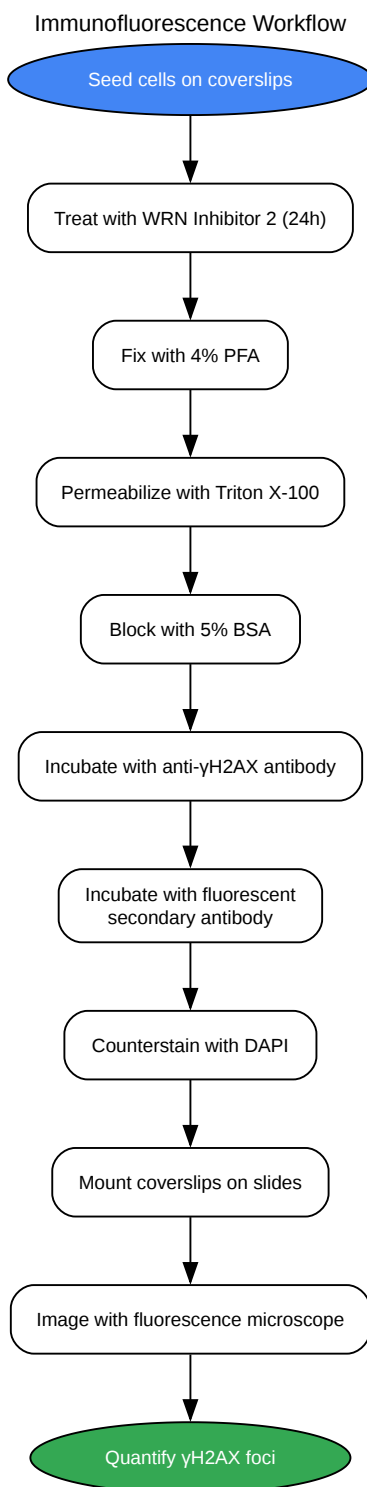 Immunofluorescence Workflow
Seed cells on coverslips
Treat with WRN Inhibitor 2 (24h)
Fix with 4% PFA
Permeabilize with Triton X-100
Block with 5% BSA
Incubate with anti-γH2AX antibody
Incubate with fluorescent
secondary antibody
Counterstain with DAPI
Mount coverslips on slides
Image with fluorescence microscope
Quantify γH2AX foci